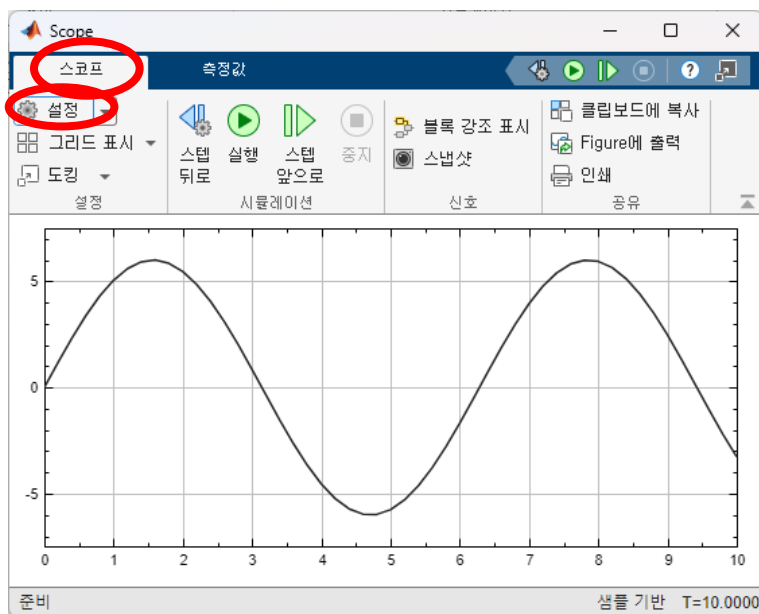 Scope
스코프 측정값
설정
그리드 표시
도킹
설정
스텝
뒤로
실행
스텝
앞으로
중지
시뮬레이션
블록 강조 표시
스냅샷
신호
클립보드에 복사
Figure에 출력
인쇄
공유
5
0
-5
0 1 2 3 4 5 6 7 8 9 10
준비 샘플 기반 T=10.0000